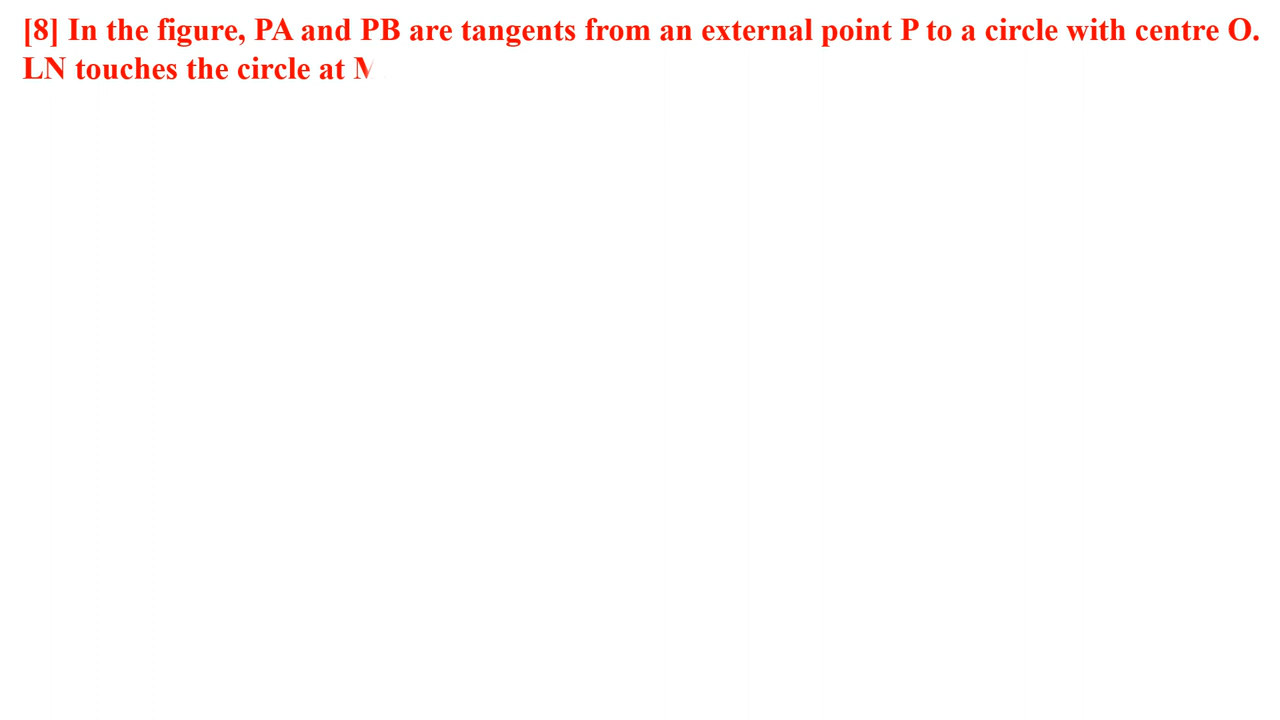 [8] In the figure, PA and PB are tangents from an external point P to a circle with centre O.
LN touches the circle at M